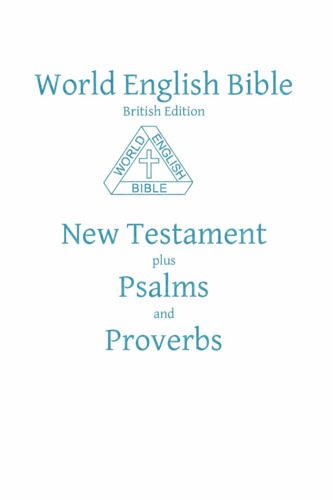 World English Bible
British Edition
WORLD
ENGLISH
BIBLE
New Testament
plus
Psalms
and
Proverbs